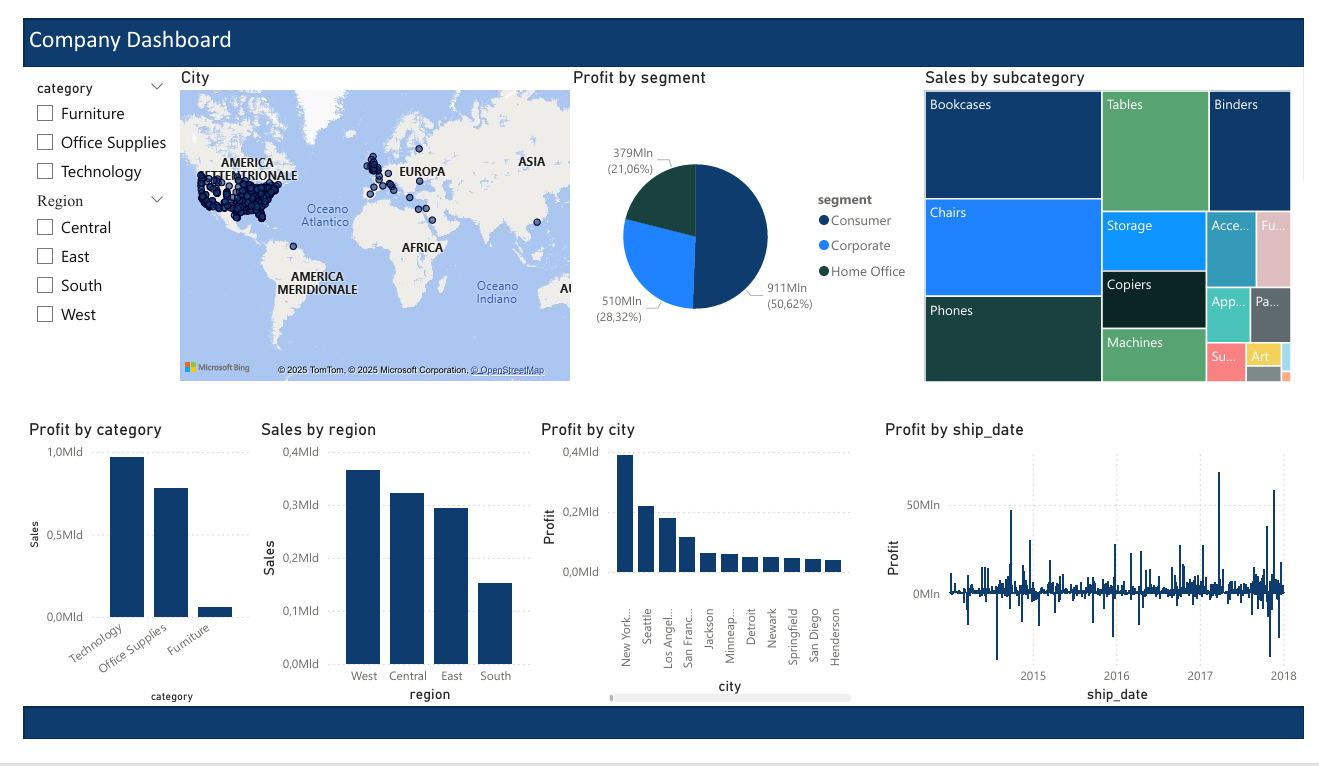 Company Dashboard
category
Furniture
Office Supplies
Technology
Region
Central
East
South
West
City
AMERICA
SETTENTRIONALE
EUROPA
ASIA
Oceano
Atlantico
AFRICA
AMERICA
MERIDIONALE
Oceano
Indiano
AU
Microsoft Bing
© 2025 TomTom, © 2025 Microsoft Corporation, © OpenStreetMap
Profit by segment
379Mln
(21,06%)
510Mln
(28,32%)
911Mln
(50,62%)
segment
Consumer
Corporate
Home Office
Sales by subcategory
Bookcases
Chairs
Phones
Tables
Storage
Copiers
Machines
Binders
Acce...
Fu...
App...
Pa...
Su...
Art
Profit by category
Sales
1,0Mld
0,5Mld
0,0Mld
Technology
Office Supplies
Furniture
category
Sales by region
Sales
0,4Mld
0,3Mld
0,2Mld
0,1Mld
0,0Mld
West
Central
East
South
region
Profit by city
Profit
0,4Mld
0,2Mld
0,0Mld
New York...
Seattle
Los Angel...
San Franc...
Jackson
Minneap...
Detroit
Newark
Springfield
San Diego
Henderson
city
Profit by ship_date
Profit
50Mln
0Mln
2015
2016
2017
2018
ship_date